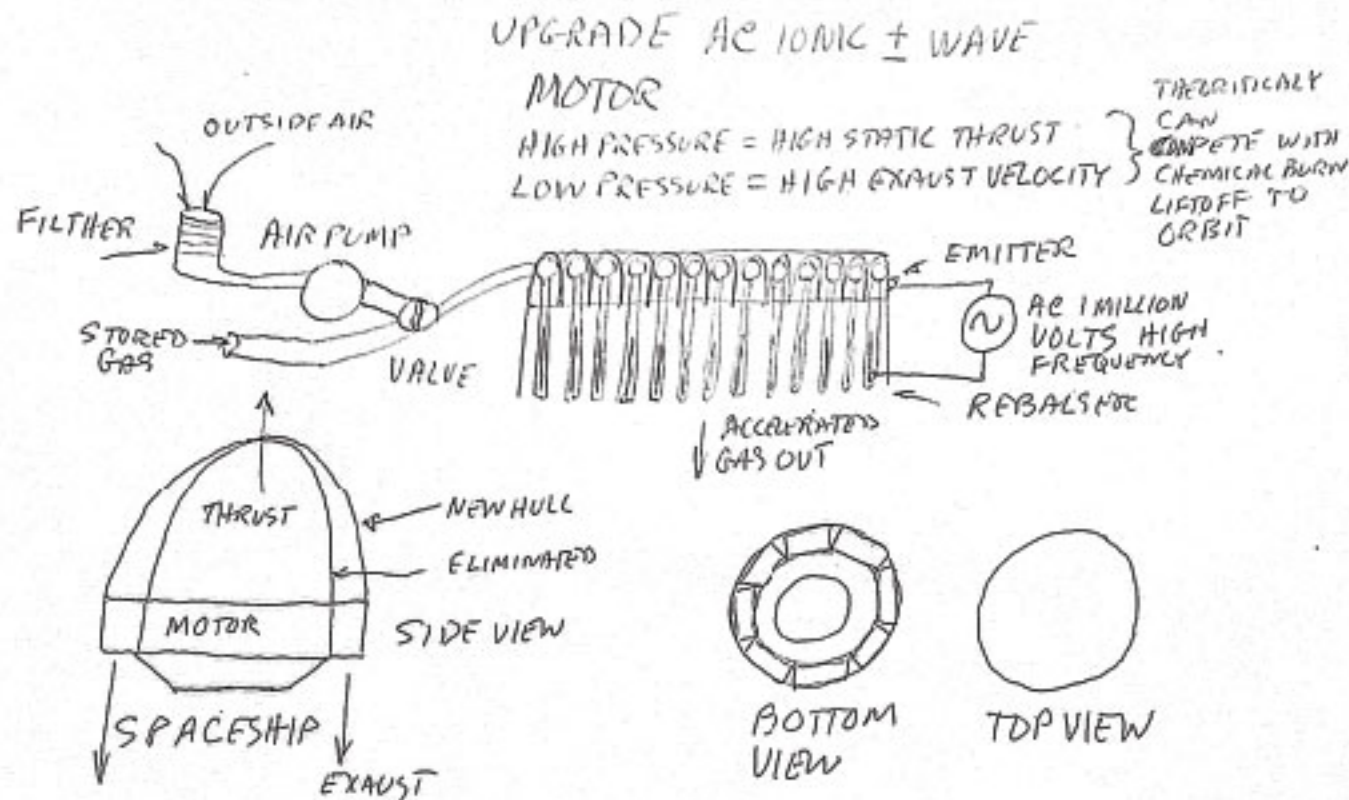 UPGRADE AC IONIC ± WAVE
MOTOR
HIGH PRESSURE = HIGH STATIC THRUST
LOW PRESSURE = HIGH EXAUST VELOCITY
THEORITICALY
CAN
COMPETE WITH
CHEMICAL BURN
LIFTOFF TO
ORBIT
OUTSIDE AIR
FILTHER
AIR PUMP
STORED
GAS
VALVE
EMITTER
AC 1 MILLION
VOLTS HIGH
FREQUENCY.
ACCELERATED
GAS OUT
THRUST
NEW HULL
ELIMINATED
MOTOR
SIDE VIEW
SPACESHIP
EXAUST
BOTTOM
VIEW
TOP VIEW